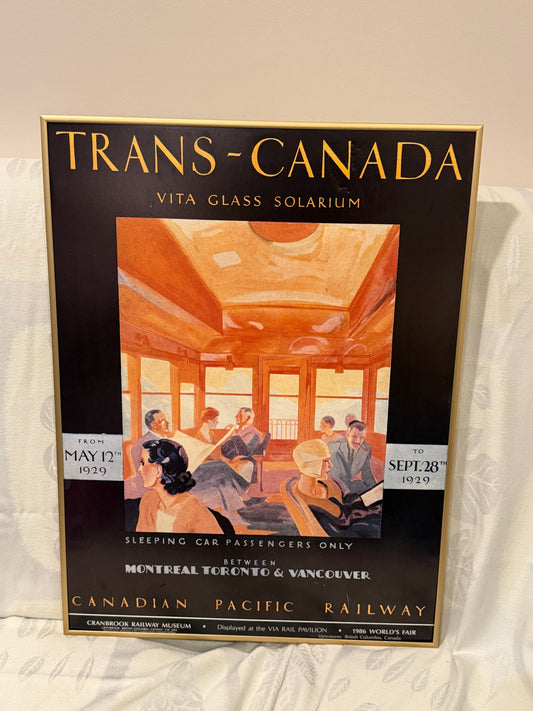 TRANS-CANADA
VITA GLASS SOLARIUM
FROM
MAY 12TH
1929
TO
SEPT. 28TH
1929
SLEEPING CAR PASSENGERS ONLY
BETWEEN
MONTREAL TORONTO & VANCOUVER
CANADIAN PACIFIC RAILWAY
CRANBROOK RAILWAY MUSEUM • Displayed at the VIA RAIL PAVILION • 1986 WORLD'S FAIR
Vancouver, British Columbia, Canada